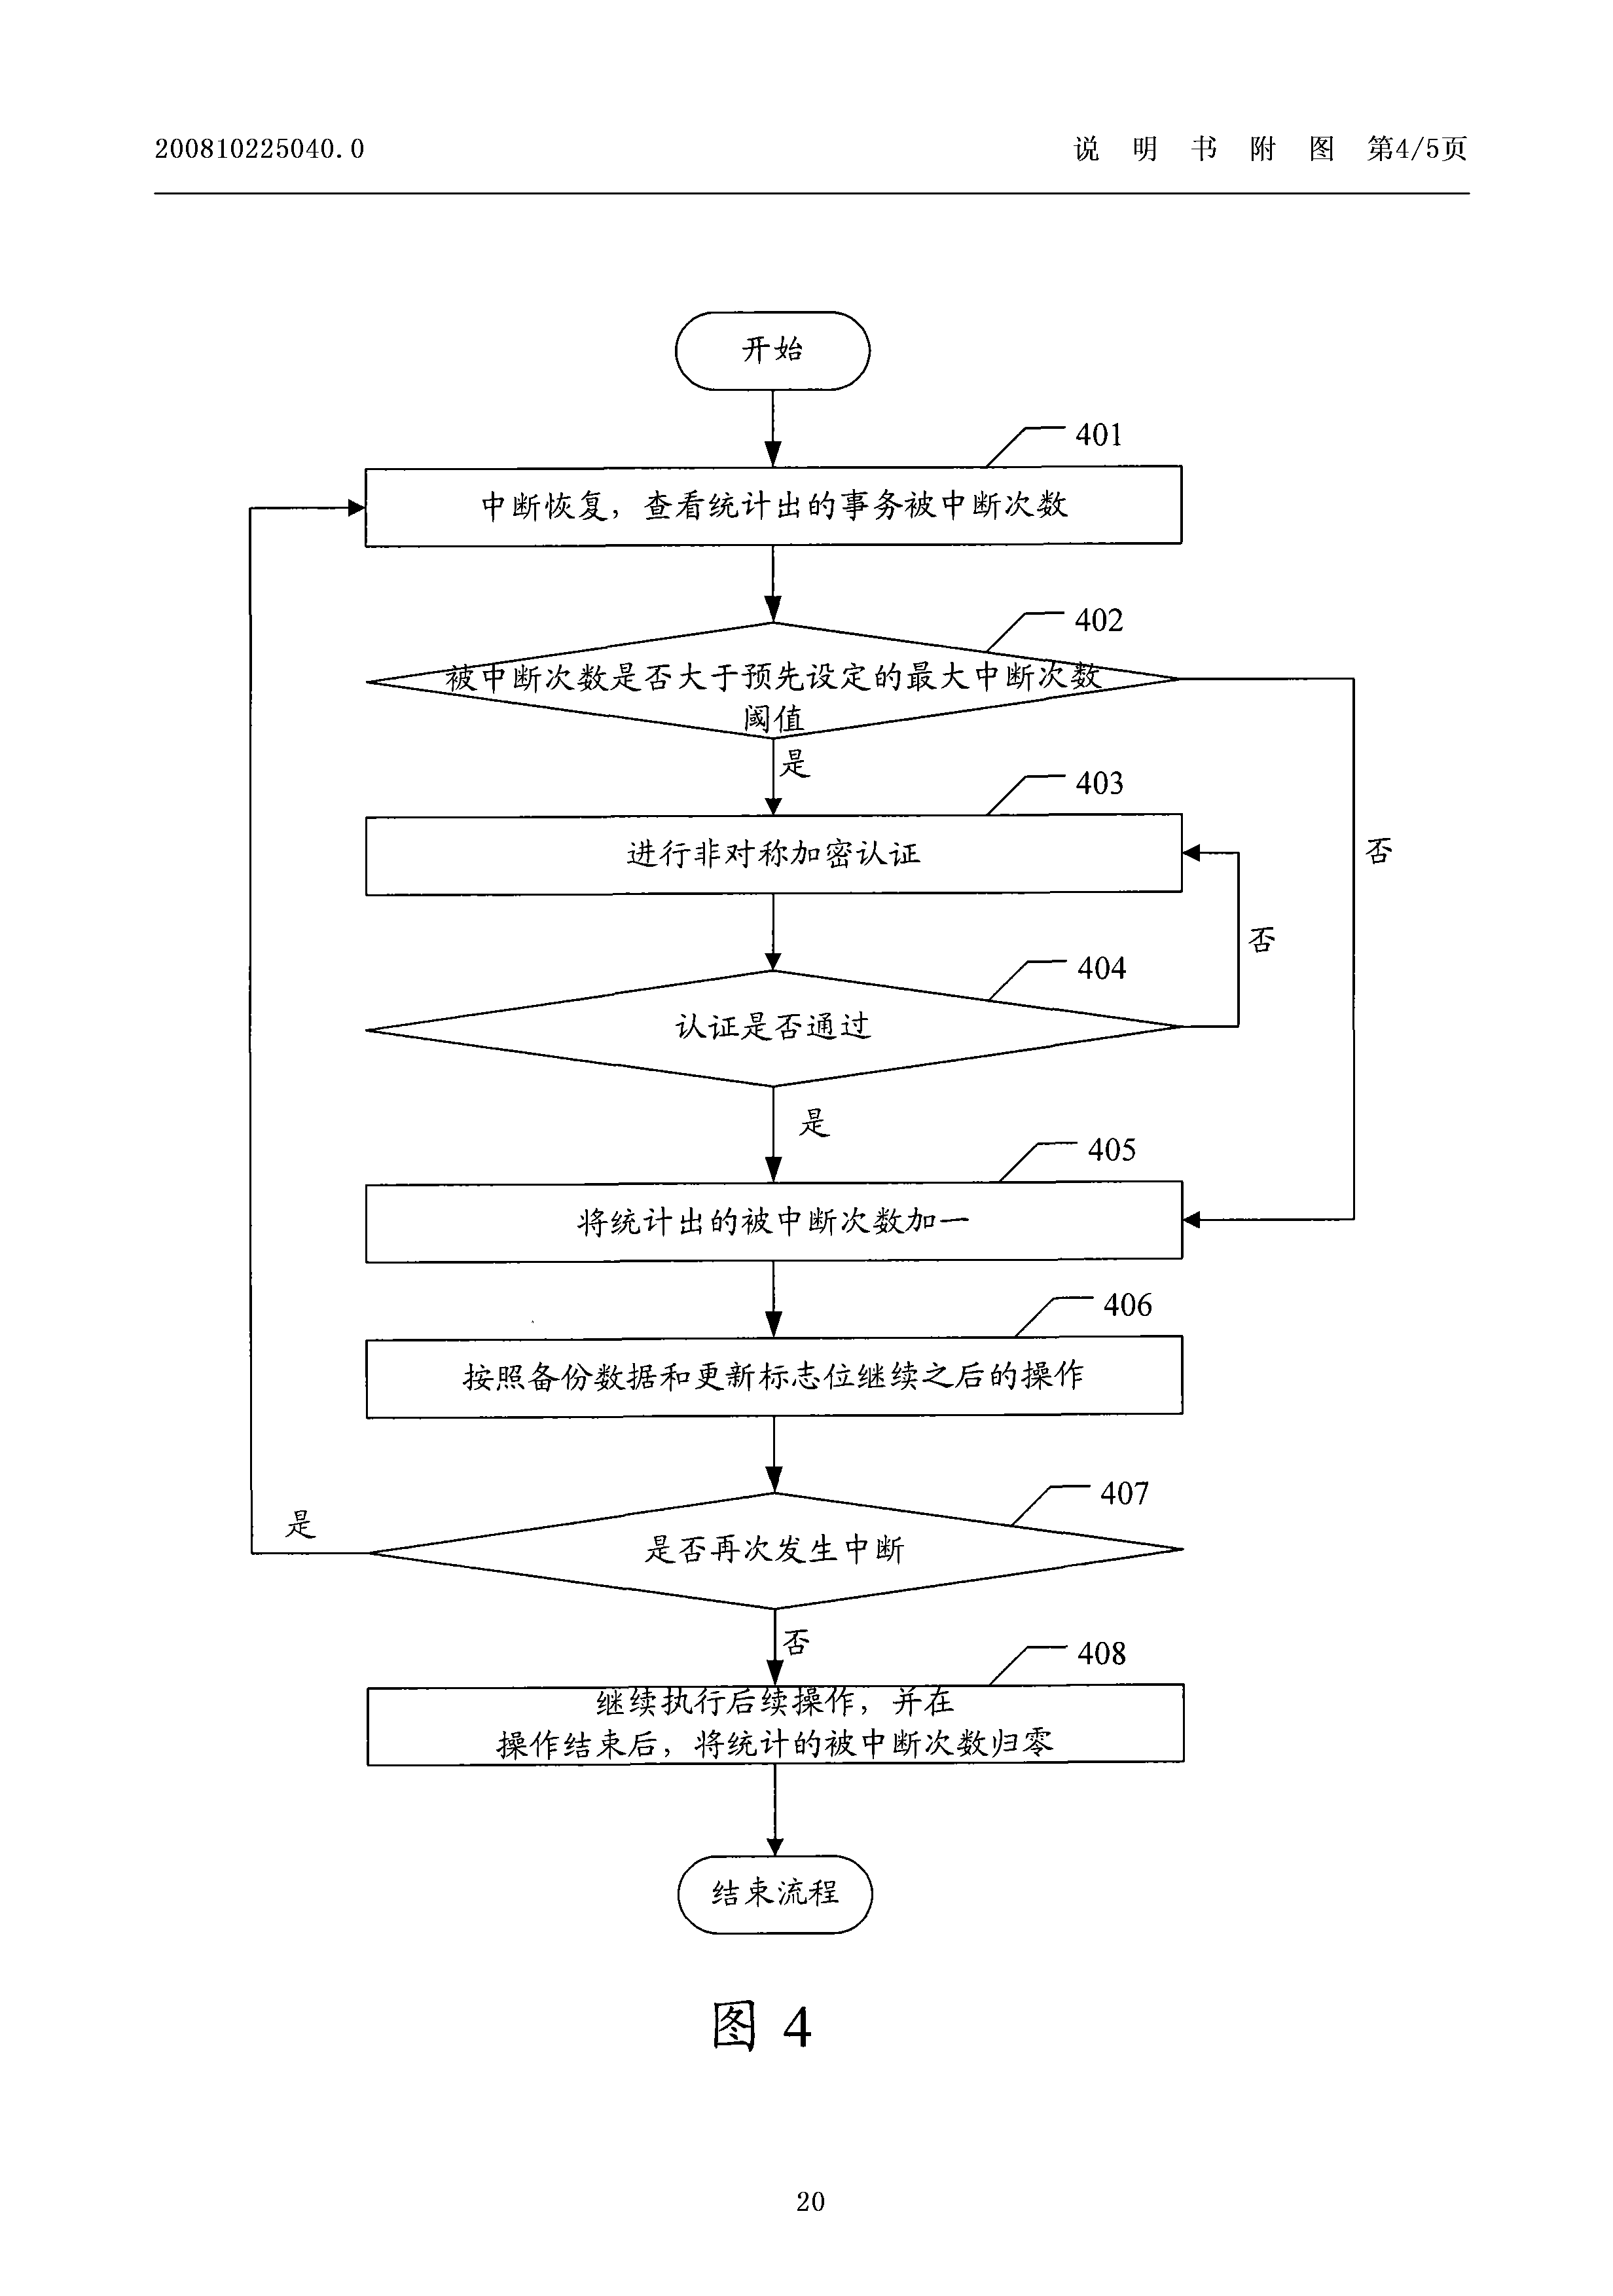 200810225040.0
说 明 书 附 图 第4/5页
开始
401
中断恢复，查看统计出的事务被中断次数
402
被中断次数是否大于预先设定的最大中断次数
阈值
是
403
进行非对称加密认证
否
否
404
认证是否通过
是
405
将统计出的被中断次数加一
406
按照备份数据和更新标志位继续之后的操作
407
是
是否再次发生中断
否
408
继续执行后续操作，并在
操作结束后，将统计的被中断次数归零
结束流程
图 4
20